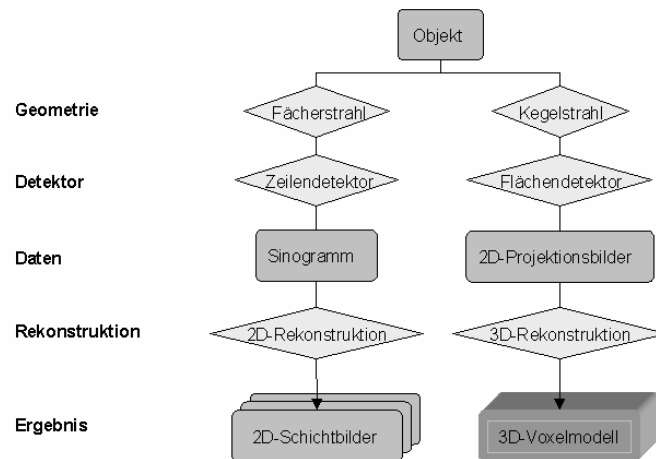 Objekt
Geometrie Fächerstrahl Kegelstrahl
Detektor Zeilendetektor Flächendetektor
Daten Sinogramm 2D-Projektionsbilder
Rekonstruktion 2D-Rekonstruktion 3D-Rekonstruktion
Ergebnis 2D-Schichtbilder 3D-Voxelmodell